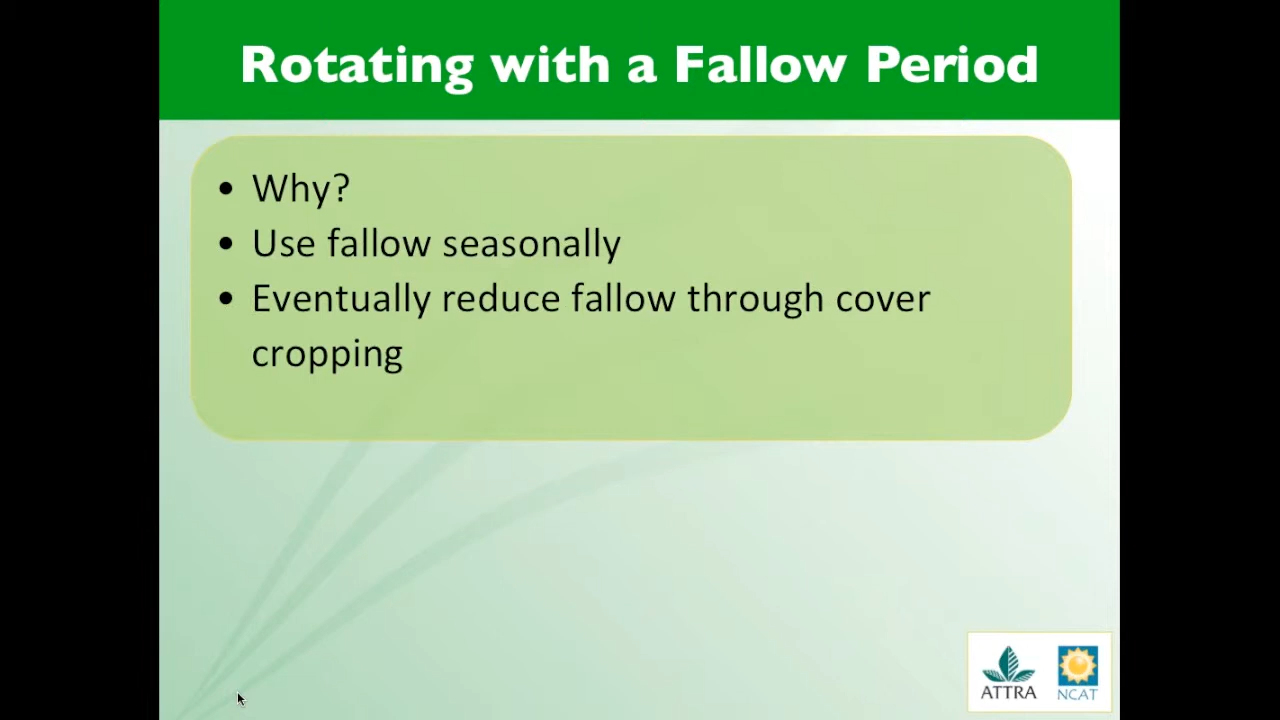 Rotating with a Fallow Period
• Why?
• Use fallow seasonally
• Eventually reduce fallow through cover
cropping
ATTRA
NCAT